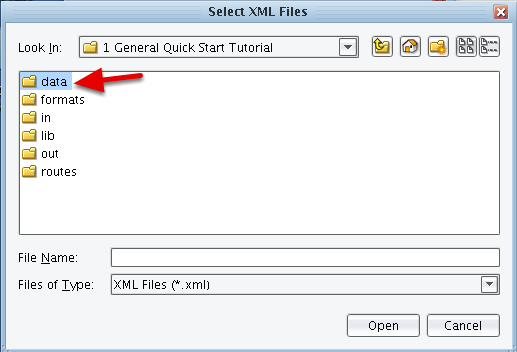 Select XML Files
Look In: 1 General Quick Start Tutorial
data
formats
in
lib
out
routes
File Name:
Files of Type: XML Files (*.xml)
Open Cancel